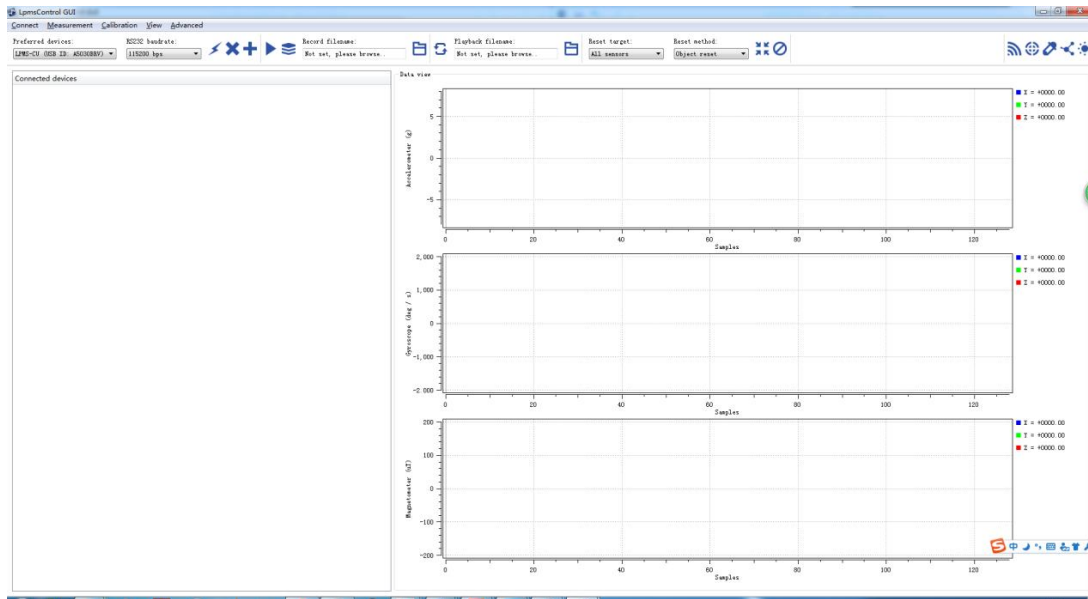 LpmsControl GUI
Connect Measurement Calibration View Advanced
Preferred devices: RS232 baudrate: Record filename: Playback filename: Reset target: Reset method:
115200 bps Not set, please browse.. Not set, please browse.. All sensors Object reset
Connected devices
Data view
5
0
-5
Accelerometer (g)
0 20 40 60 80 100 120
Samples
X = +0000.00
Y = +0000.00
Z = +0000.00
2,000
1,000
0
-1,000
-2,000
Gyroscope (deg / s)
0 20 40 60 80 100 120
Samples
X = +0000.00
Y = +0000.00
Z = +0000.00
200
100
0
-100
-200
Magnetometer (uT)
0 20 40 60 80 100 120
Samples
X = +0000.00
Y = +0000.00
Z = +0000.00
中